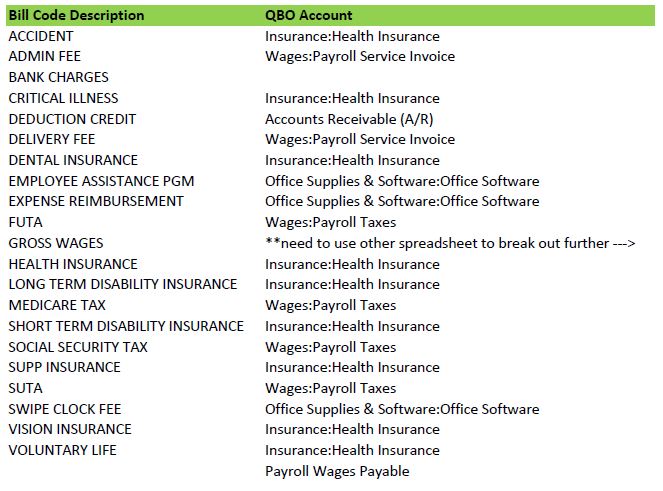 Bill Code Description QBO Account
ACCIDENT Insurance:Health Insurance
ADMIN FEE Wages:Payroll Service Invoice
BANK CHARGES
CRITICAL ILLNESS Insurance:Health Insurance
DEDUCTION CREDIT Accounts Receivable (A/R)
DELIVERY FEE Wages:Payroll Service Invoice
DENTAL INSURANCE Insurance:Health Insurance
EMPLOYEE ASSISTANCE PGM Office Supplies & Software:Office Software
EXPENSE REIMBURSEMENT Office Supplies & Software:Office Software
FUTA Wages:Payroll Taxes
GROSS WAGES **need to use other spreadsheet to break out further --->
HEALTH INSURANCE Insurance:Health Insurance
LONG TERM DISABILITY INSURANCE Insurance:Health Insurance
MEDICARE TAX Wages:Payroll Taxes
SHORT TERM DISABILITY INSURANCE Insurance:Health Insurance
SOCIAL SECURITY TAX Wages:Payroll Taxes
SUPP INSURANCE Insurance:Health Insurance
SUTA Wages:Payroll Taxes
SWIPE CLOCK FEE Office Supplies & Software:Office Software
VISION INSURANCE Insurance:Health Insurance
VOLUNTARY LIFE Insurance:Health Insurance
Payroll Wages Payable